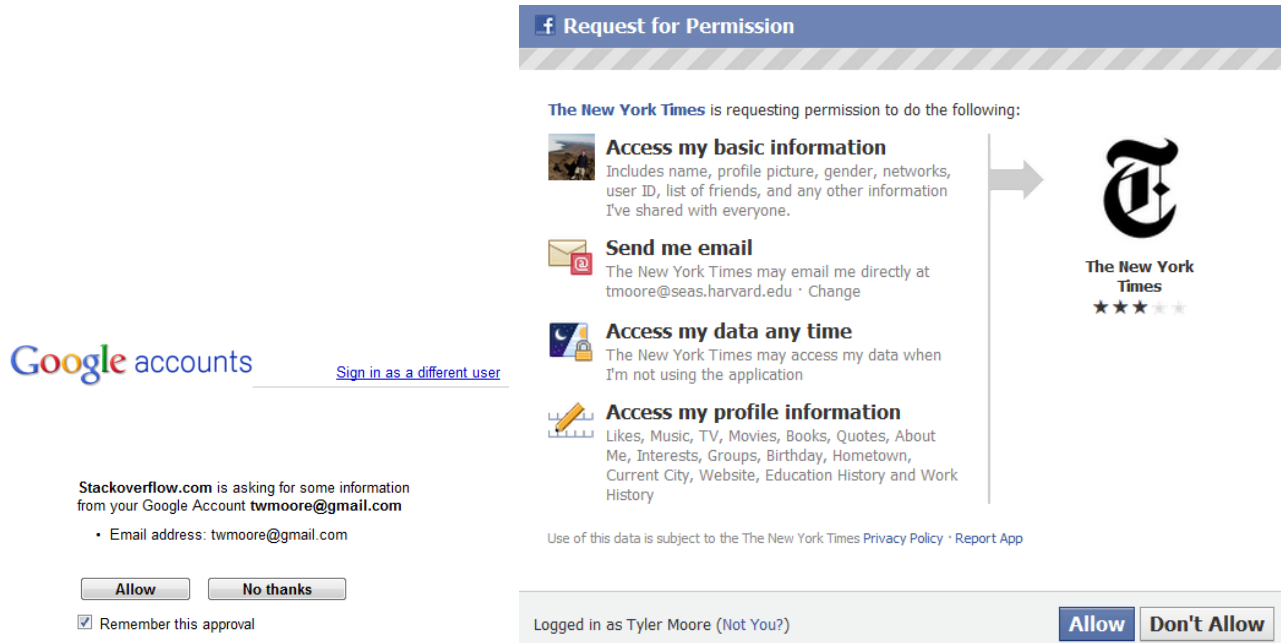 Google accounts
Sign in as a different user
Stackoverflow.com is asking for some information
from your Google Account twmoore@gmail.com
• Email address: twmoore@gmail.com
Allow No thanks
Remember this approval
f Request for Permission
The New York Times is requesting permission to do the following:
Access my basic information
Includes name, profile picture, gender, networks,
user ID, list of friends, and any other information
I've shared with everyone.
Send me email
The New York Times may email me directly at
tmoore@seas.harvard.edu · Change
Access my data any time
The New York Times may access my data when
I'm not using the application
Access my profile information
Likes, Music, TV, Movies, Books, Quotes, About
Me, Interests, Groups, Birthday, Hometown,
Current City, Website, Education History and Work
History
T
The New York
Times
Use of this data is subject to the The New York Times Privacy Policy · Report App
Logged in as Tyler Moore (Not You?)
Allow Don't Allow